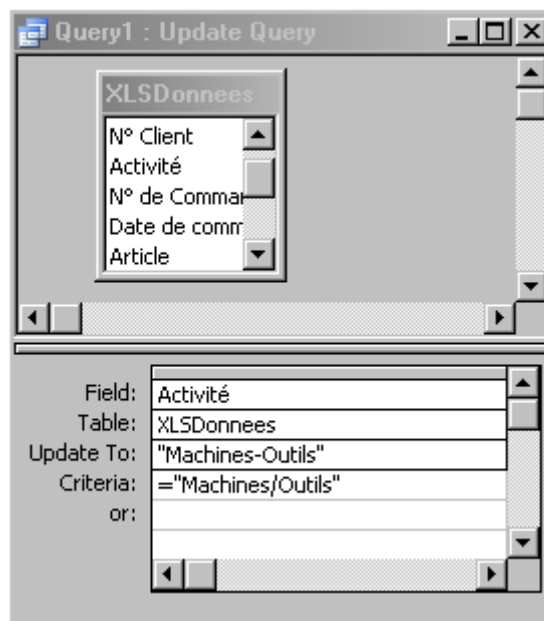 Query1 : Update Query
XLSDonnees
N° Client
Activité
N° de Comma
Date de comm
Article
Field: Activité
Table: XLSDonnees
Update To: "Machines-Outils"
Criteria: ="Machines/Outils"
or: